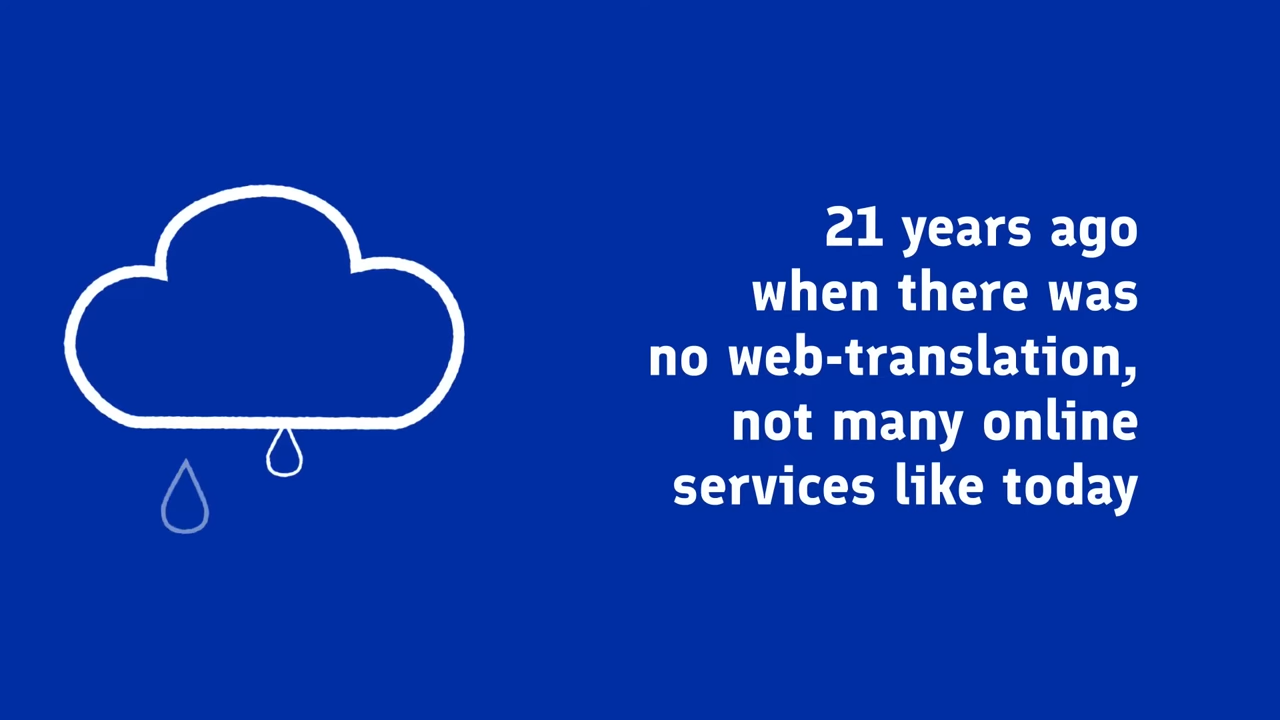 21 years ago
when there was
no web-translation,
not many online
services like today